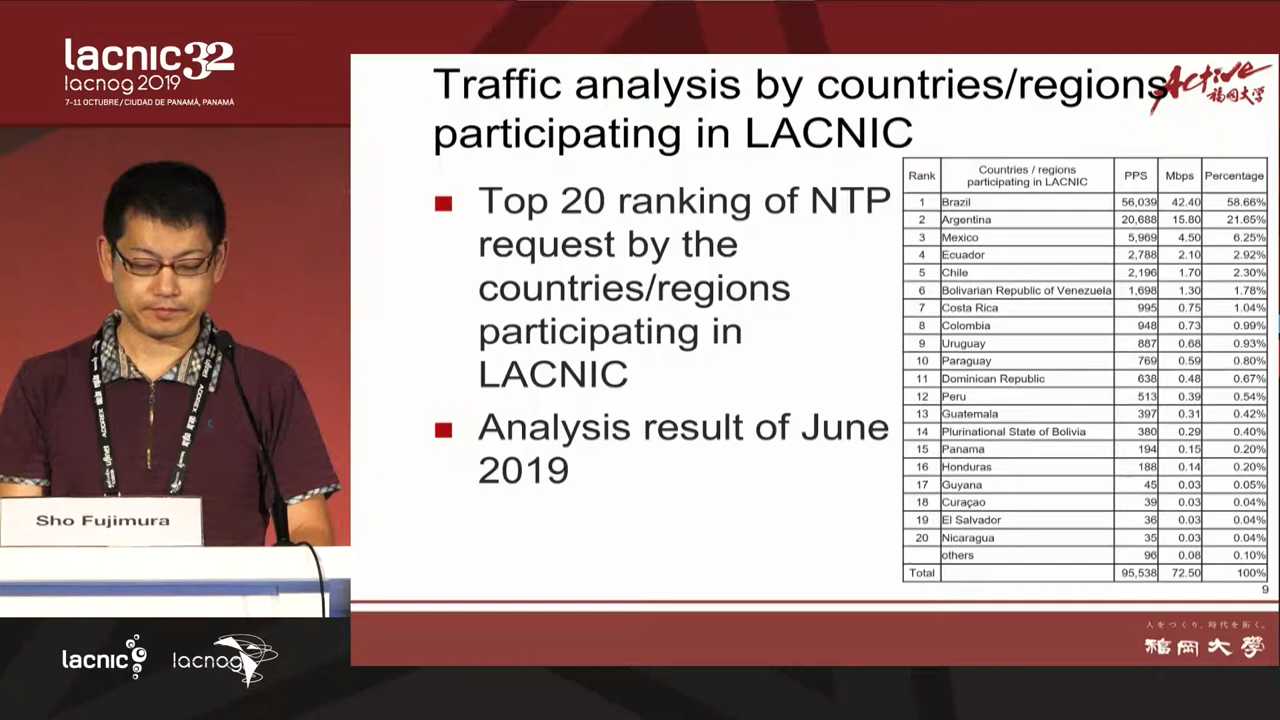 lacnic32
lacnog 2019
7-11 OCTUBRE / CIUDAD DE PANAMÁ, PANAMÁ
Traffic analysis by countries/regions
participating in LACNIC
Active
福岡大学
Top 20 ranking of NTP
request by the
countries/regions
participating in
LACNIC
Analysis result of June
2019
Rank Countries / regions participating in LACNIC PPS Mbps Percentage
1 Brazil 56,039 42.40 58.66%
2 Argentina 20,688 15.80 21.65%
3 Mexico 5,969 4.50 6.25%
4 Ecuador 2,788 2.10 2.92%
5 Chile 2,196 1.70 2.30%
6 Bolivarian Republic of Venezuela 1,698 1.30 1.78%
7 Costa Rica 995 0.75 1.04%
8 Colombia 948 0.73 0.99%
9 Uruguay 887 0.68 0.93%
10 Paraguay 769 0.59 0.80%
11 Dominican Republic 638 0.48 0.67%
12 Peru 513 0.39 0.54%
13 Guatemala 397 0.31 0.42%
14 Plurinational State of Bolivia 380 0.29 0.40%
15 Panama 194 0.15 0.20%
16 Honduras 188 0.14 0.20%
17 Guyana 45 0.03 0.05%
18 Curaçao 39 0.03 0.04%
19 El Salvador 36 0.03 0.04%
20 Nicaragua 35 0.03 0.04%
others 96 0.08 0.10%
Total 95,538 72.50 100%
9
Sho Fujimura
人をつくり、時代を拓く。
福岡大學
lacnic
lacnog